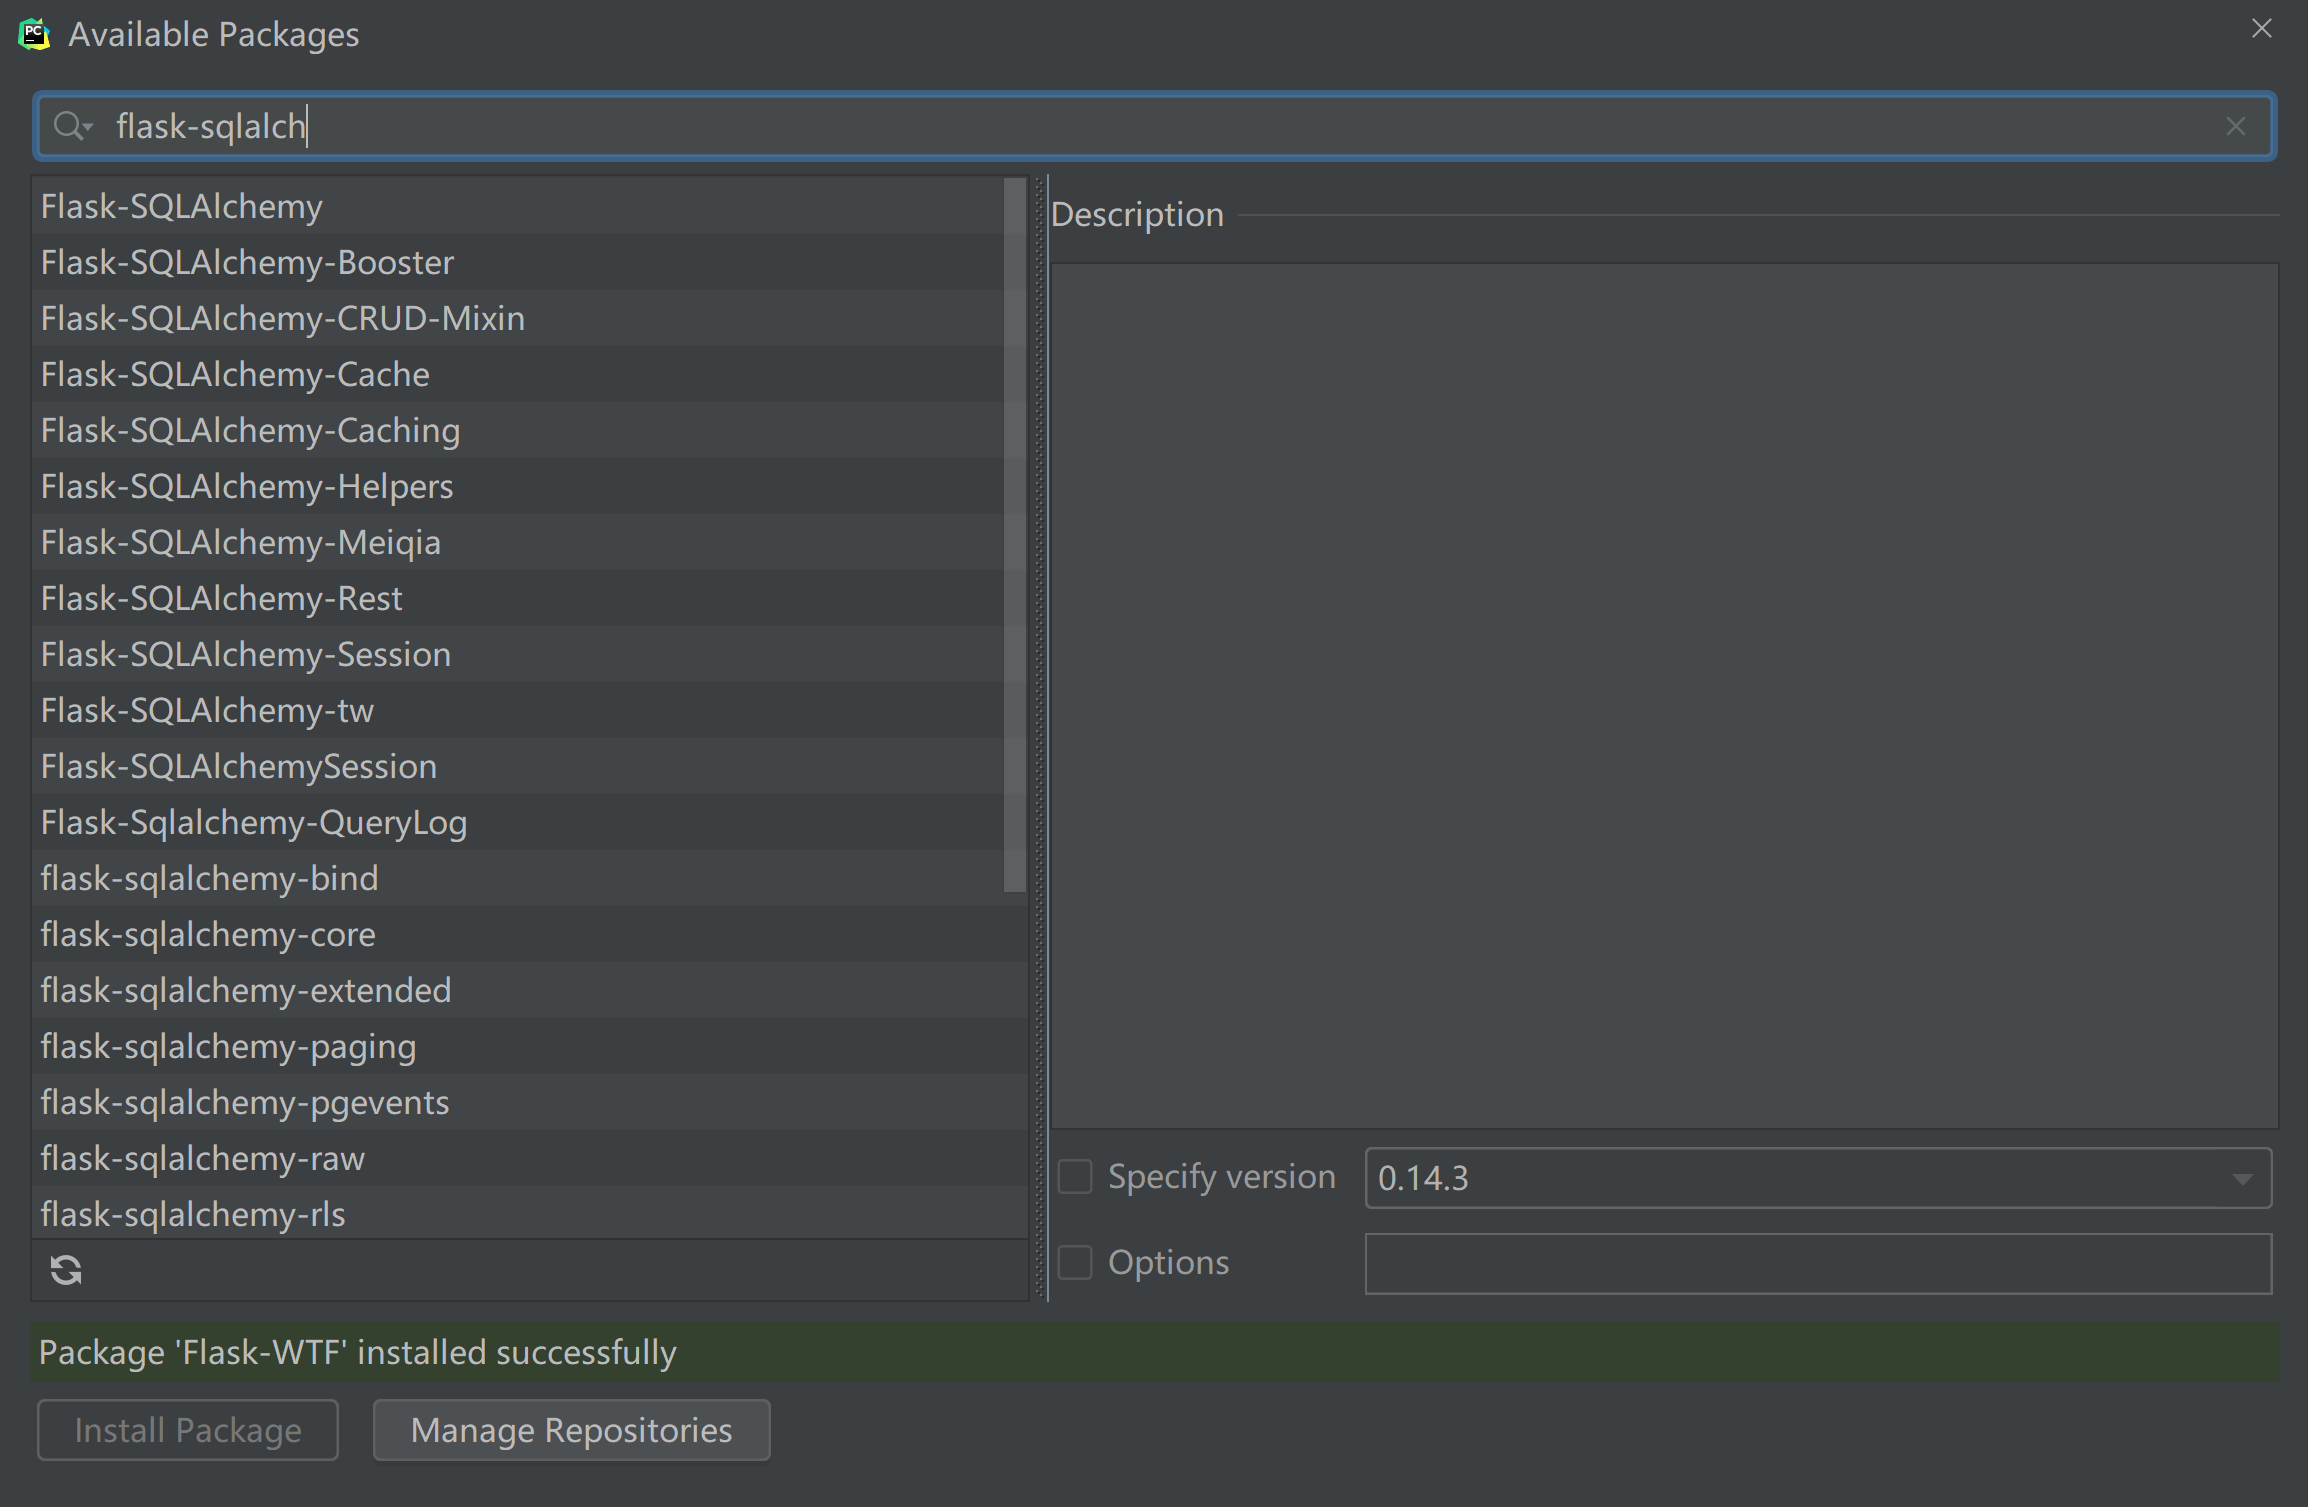 PC
Available Packages
flask-sqlalch
Flask-SQLAlchemy
Flask-SQLAlchemy-Booster
Flask-SQLAlchemy-CRUD-Mixin
Flask-SQLAlchemy-Cache
Flask-SQLAlchemy-Caching
Flask-SQLAlchemy-Helpers
Flask-SQLAlchemy-Meiqia
Flask-SQLAlchemy-Rest
Flask-SQLAlchemy-Session
Flask-SQLAlchemy-tw
Flask-SQLAlchemySession
Flask-Sqlalchemy-QueryLog
flask-sqlalchemy-bind
flask-sqlalchemy-core
flask-sqlalchemy-extended
flask-sqlalchemy-paging
flask-sqlalchemy-pgevents
flask-sqlalchemy-raw
flask-sqlalchemy-rls
Description
Specify version 0.14.3
Options
Package 'Flask-WTF' installed successfully
Install Package Manage Repositories